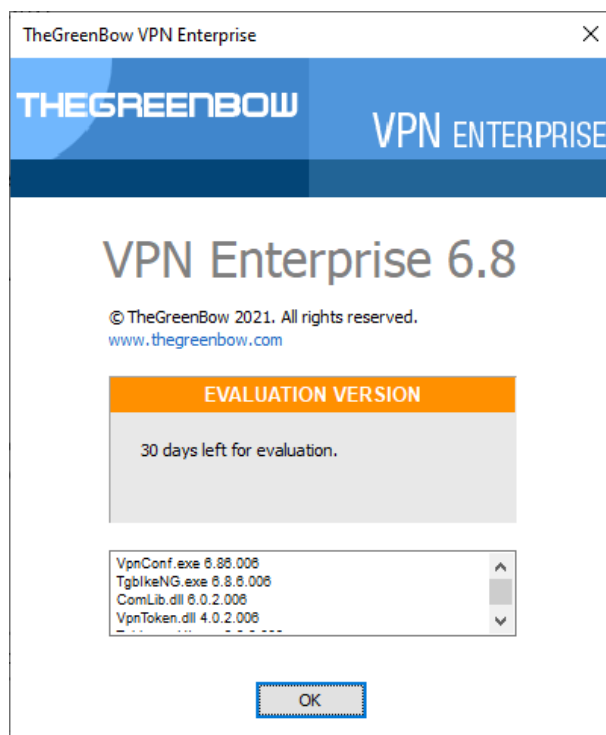 TheGreenBow VPN Enterprise
THEGREENBOW
VPN ENTERPRISE
VPN Enterprise 6.8
© TheGreenBow 2021. All rights reserved.
www.thegreenbow.com
EVALUATION VERSION
30 days left for evaluation.
VpnConf.exe 6.86.006
TgbIkeNG.exe 6.8.6.006
ComLib.dll 6.0.2.006
VpnToken.dll 4.0.2.006
OK